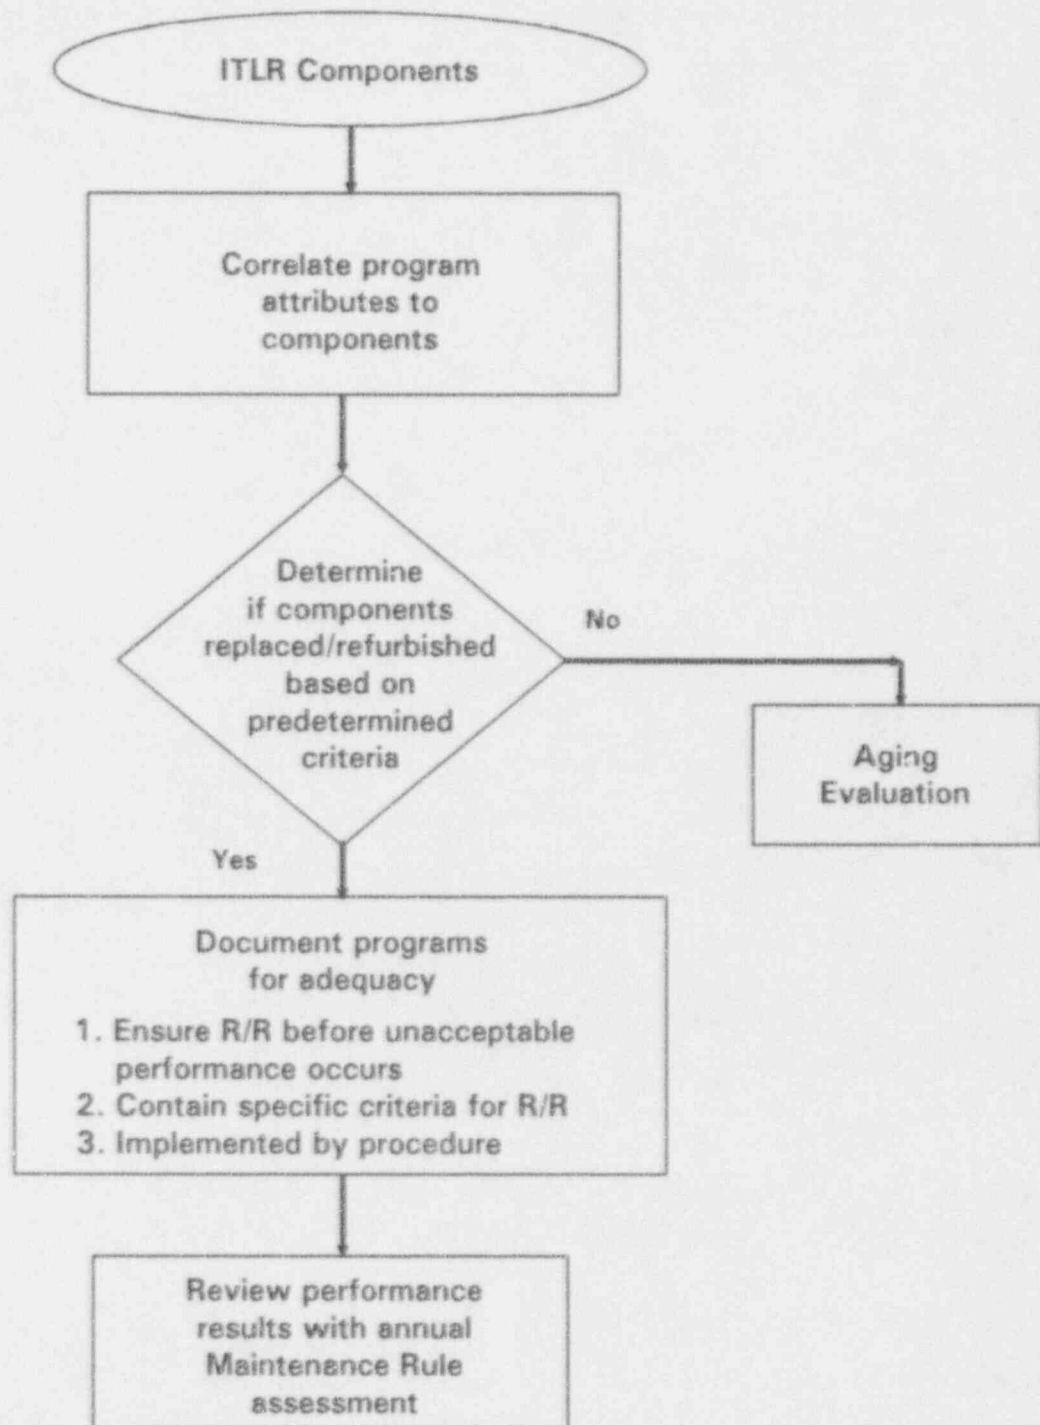 ITLR Components
Correlate program
attributes to
components
Determine
if components
replaced/refurbished
based on
predetermined
criteria
No
Aging
Evaluation
Yes
Document programs
for adequacy
1. Ensure R/R before unacceptable
performance occurs
2. Contain specific criteria for R/R
3. Implemented by procedure
Review performance
results with annual
Maintenance Rule
assessment